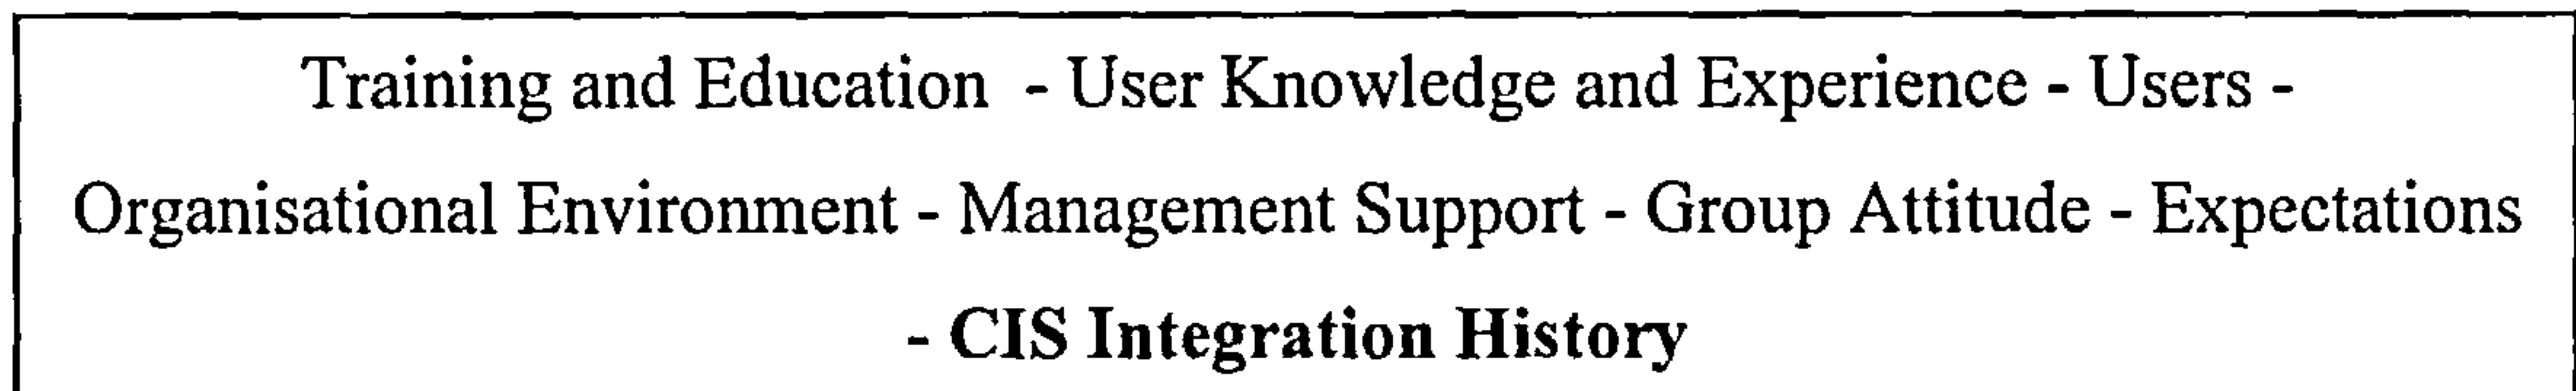 Training and Education - User Knowledge and Experience - Users -
Organisational Environment - Management Support - Group Attitude - Expectations
- CIS Integration History